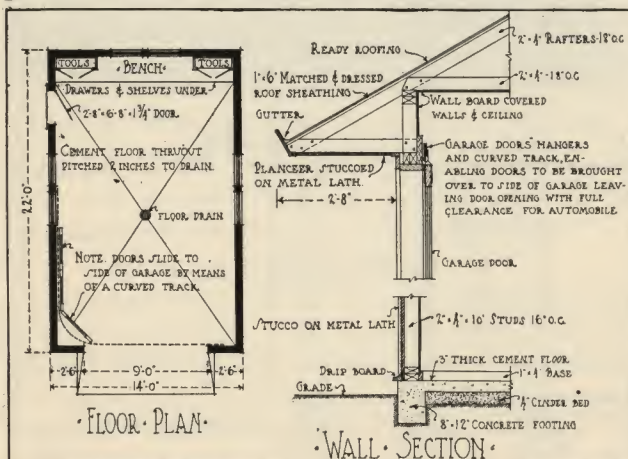 TOOLS
BENCH
TOOLS
DRAWERS & SHELVES UNDER
2'-8" × 6'-8" × 1 3/4" DOOR
CEMENT FLOOR THRUOUT
PITCHED 2 INCHES TO DRAIN.
FLOOR DRAIN
NOTE. DOORS SLIDE TO
SIDE OF GARAGE BY MEANS
OF A CURVED TRACK.
22'-0"
2'-6"
9'-0"
2'-6"
14'-0"
·FLOOR·PLAN·
READY ROOFING
1" × 6" MATCHED & DRESSED
ROOF SHEATHING
GUTTER
PLANCEER STUCCOED
ON METAL LATH.
2'-8"
2" × 4" RAFTERS-18" O.C
2" × 4"-18" O.C
WALL BOARD COVERED
WALLS & CEILING
GARAGE DOORS HANGERS
AND CURVED TRACK, EN-
ABLING DOORS TO BE BROUGHT
OVER TO SIDE OF GARAGE LEAV-
ING DOOR OPENING WITH FULL
CLEARANCE FOR AUTOMOBILE
GARAGE DOOR
STUCCO ON METAL LATH
2" × 4" × 10' STUDS 16" O.C.
DRIP BOARD
GRADE
3" THICK CEMENT FLOOR
1" × 4" BASE
4" CINDER BED
8" × 12" CONCRETE FOOTING
·WALL·SECTION·